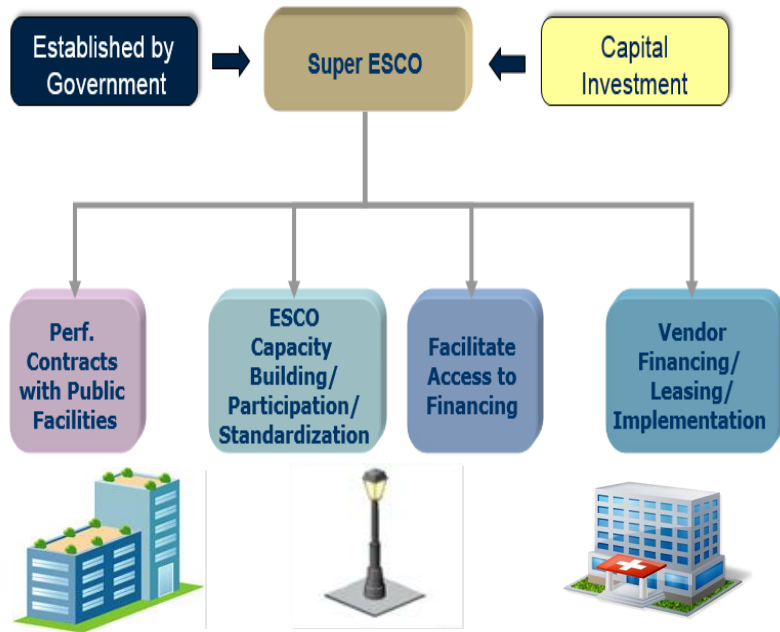 Established by
Government
Super ESCO
Capital
Investment
Perf.
Contracts
with Public
Facilities
ESCO
Capacity
Building/
Participation/
Standardization
Facilitate
Access to
Financing
Vendor
Financing/
Leasing/
Implementation